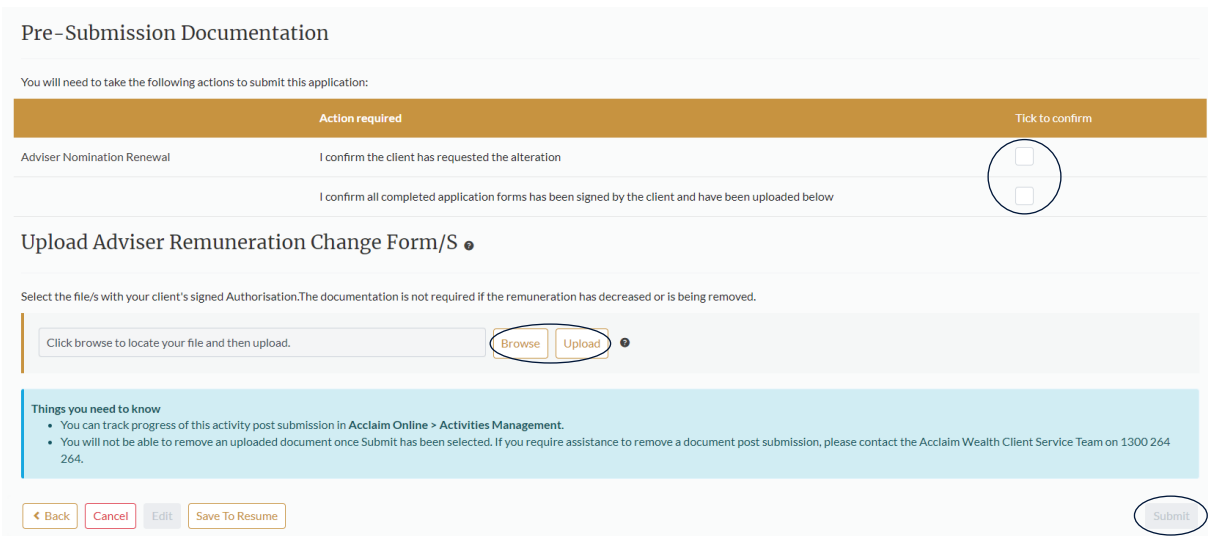 Pre-Submission Documentation
You will need to take the following actions to submit this application:
Action required Tick to confirm
Adviser Nomination Renewal I confirm the client has requested the alteration
I confirm all completed application forms has been signed by the client and have been uploaded below
Upload Adviser Remuneration Change Form/S ?
Select the file/s with your client's signed Authorisation.The documentation is not required if the remuneration has decreased or is being removed.
Click browse to locate your file and then upload. Browse Upload ?
Things you need to know
• You can track progress of this activity post submission in Acclaim Online > Activities Management.
• You will not be able to remove an uploaded document once Submit has been selected. If you require assistance to remove a document post submission, please contact the Acclaim Wealth Client Service Team on 1300 264
264.
< Back Cancel Edit Save To Resume Submit